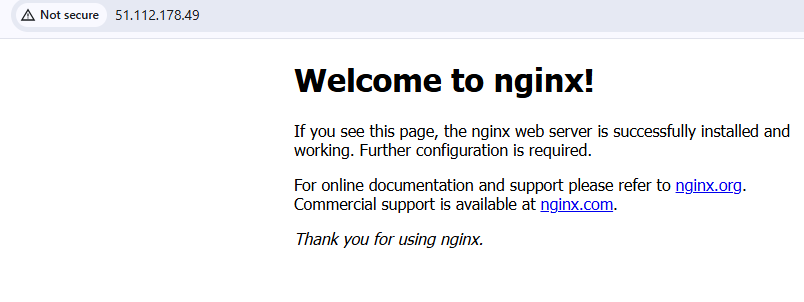 Not secure 51.112.178.49
Welcome to nginx!
If you see this page, the nginx web server is successfully installed and
working. Further configuration is required.
For online documentation and support please refer to nginx.org.
Commercial support is available at nginx.com.
Thank you for using nginx.